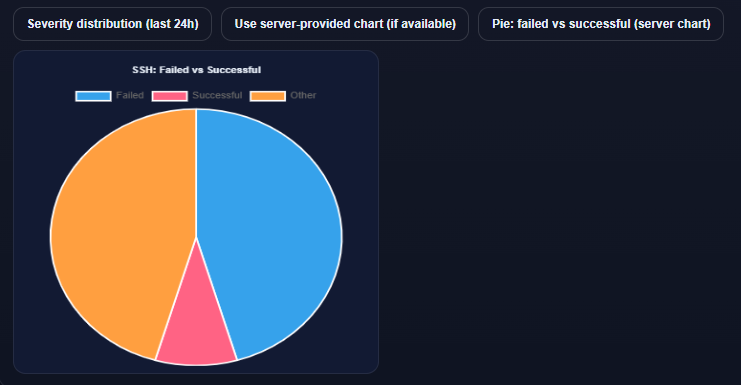 Severity distribution (last 24h)
Use server-provided chart (if available)
Pie: failed vs successful (server chart)
SSH: Failed vs Successful
Failed
Successful
Other